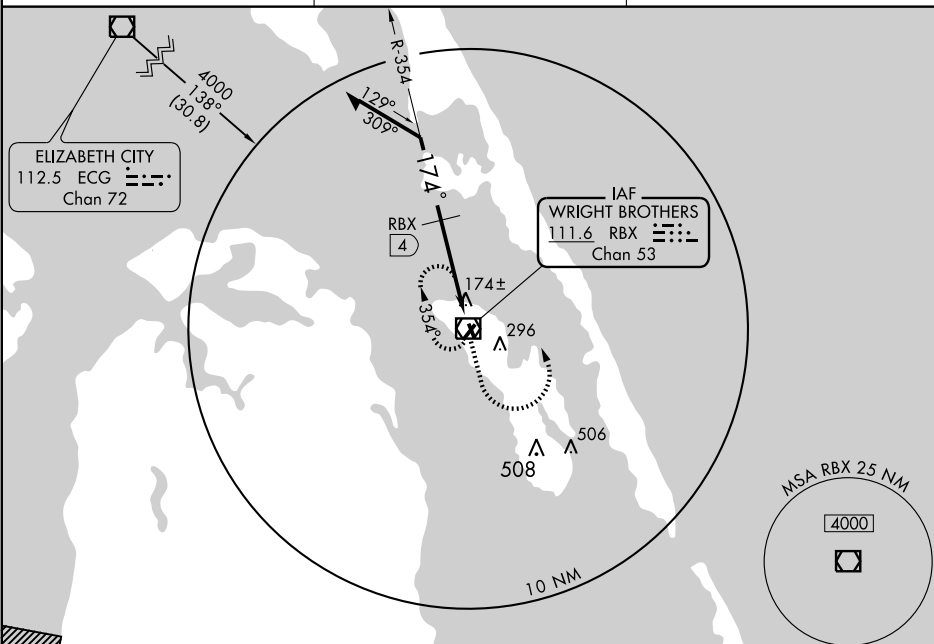 R-354
4000
138°
(30.8)
129°
309°
ELIZABETH CITY
112.5 ECG
Chan 72
174°
IAF
WRIGHT BROTHERS
111.6 RBX
Chan 53
RBX
4
174±
354°
296
506
508
MSA RBX 25 NM
4000
10 NM